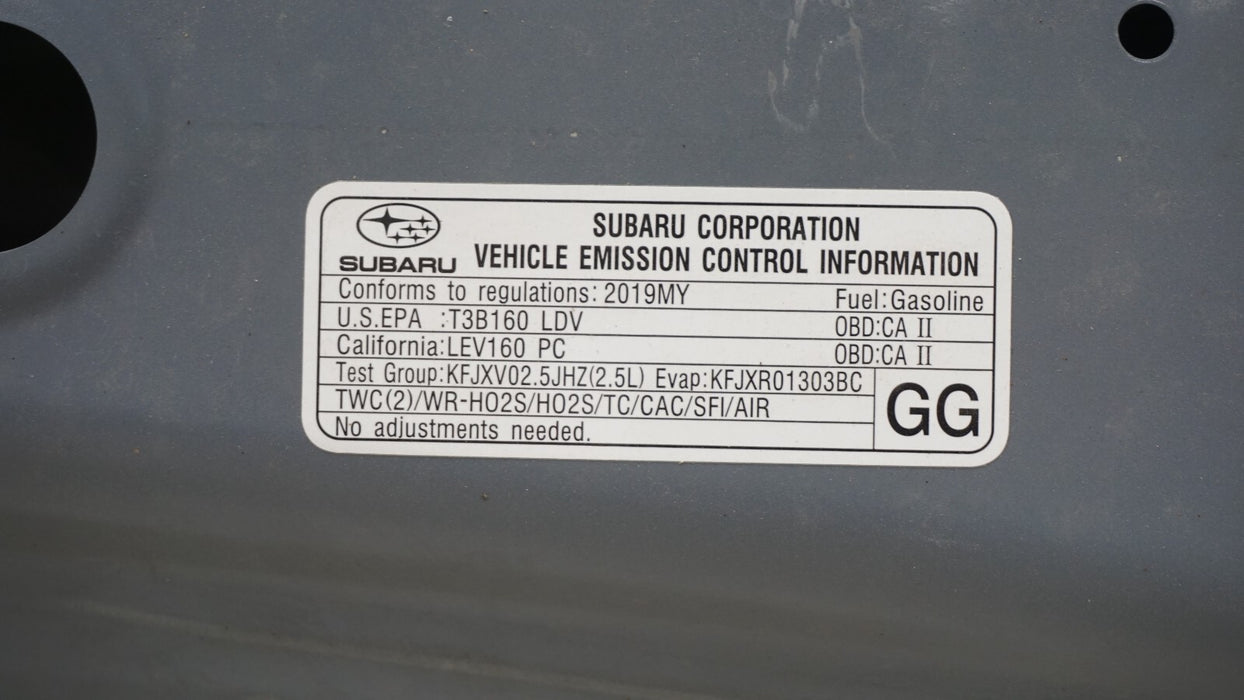 SUBARU CORPORATION
SUBARU VEHICLE EMISSION CONTROL INFORMATION
Conforms to regulations: 2019MY Fuel:Gasoline
U.S.EPA :T3B160 LDV OBD:CA II
California:LEV160 PC OBD:CA II
Test Group:KFJXV02.5JHZ(2.5L) Evap:KFJXR01303BC
TWC(2)/WR-HO2S/HO2S/TC/CAC/SFI/AIR
GG
No adjustments needed.